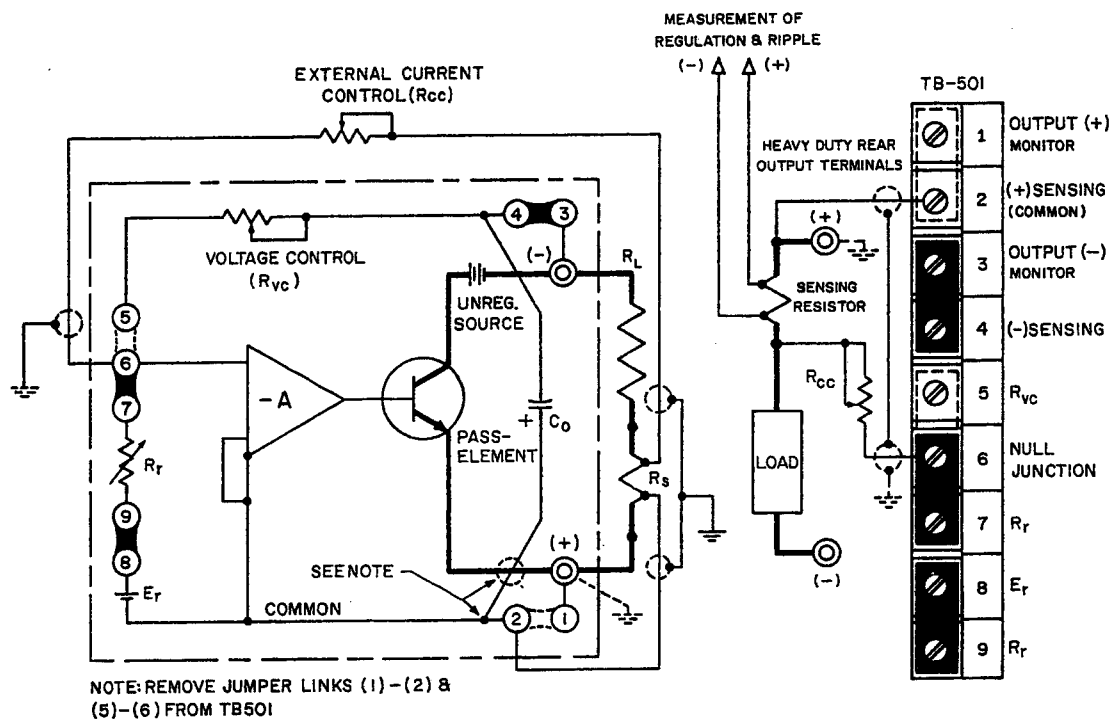 MEASUREMENT OF
REGULATION & RIPPLE
(-) (+)
EXTERNAL CURRENT
CONTROL (Rcc)
VOLTAGE CONTROL
(RVC)
4 3
(-)
UNREG.
SOURCE
RL
5
6
7
-A
Rr
9
8
Er
PASS-
ELEMENT
+ Co
RS
SEE NOTE
(+)
COMMON
2 1
NOTE: REMOVE JUMPER LINKS (1)-(2) &
(5)-(6) FROM TB501
HEAVY DUTY REAR
OUTPUT TERMINALS
(+)
SENSING
RESISTOR
RCC
LOAD
(-)
TB-501
1 OUTPUT (+)
MONITOR
2 (+) SENSING
(COMMON)
3 OUTPUT (-)
MONITOR
4 (-) SENSING
5 RVC
6 NULL
JUNCTION
7 Rr
8 Er
9 Rr